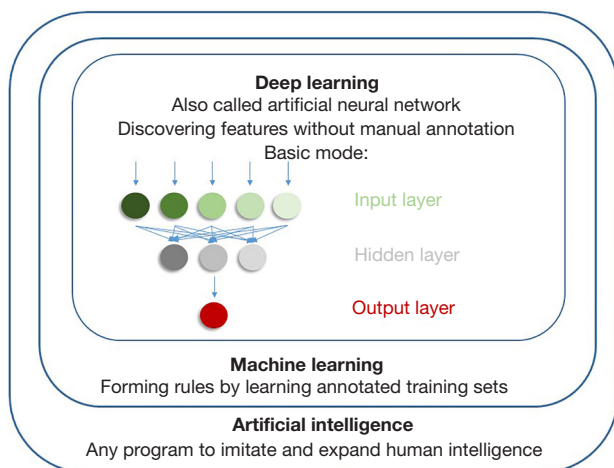 Deep learning
Also called artificial neural network
Discovering features without manual annotation
Basic mode:
Input layer
Hidden layer
Output layer
Machine learning
Forming rules by learning annotated training sets
Artificial intelligence
Any program to imitate and expand human intelligence